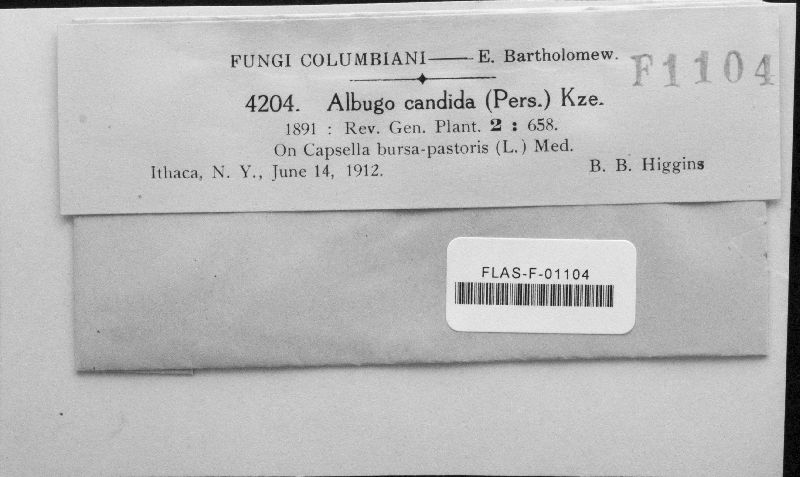 FUNGI COLUMBIANI—— E. Bartholomew.
F1104
4204. Albugo candida (Pers.) Kze.
1891 : Rev. Gen. Plant. 2 : 658.
On Capsella bursa-pastoris (L.) Med.
Ithaca, N. Y., June 14, 1912. B. B. Higgins
FLAS-F-01104